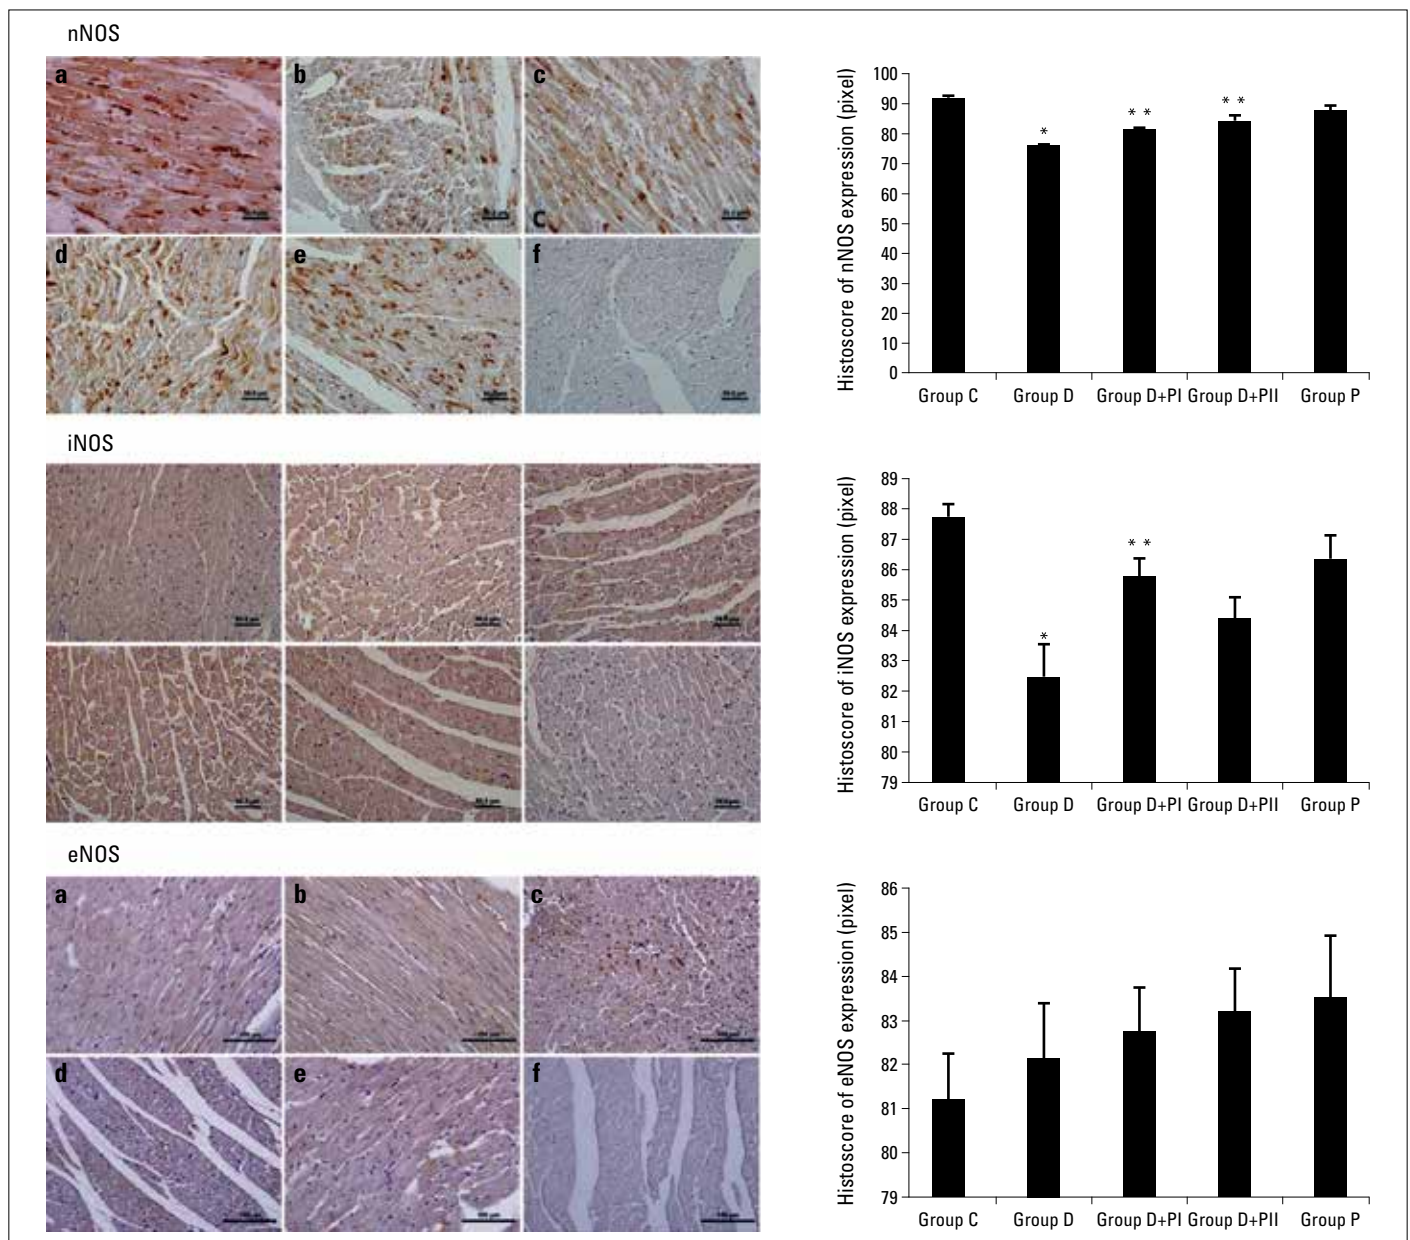 nNOS
a
b
c
C
d
e
f
Histoscore of nNOS expression (pixel)
100
90
80
70
60
50
40
30
20
10
0
*
* *
* *
Group C Group D Group D+PI Group D+PII Group P
iNOS
Histoscore of iNOS expression (pixel)
89
88
87
86
85
84
83
82
81
80
79
*
* *
Group C Group D Group D+PI Group D+PII Group P
eNOS
a
b
c
d
e
f
Histoscore of eNOS expression (pixel)
86
85
84
83
82
81
80
79
Group C Group D Group D+PI Group D+PII Group P